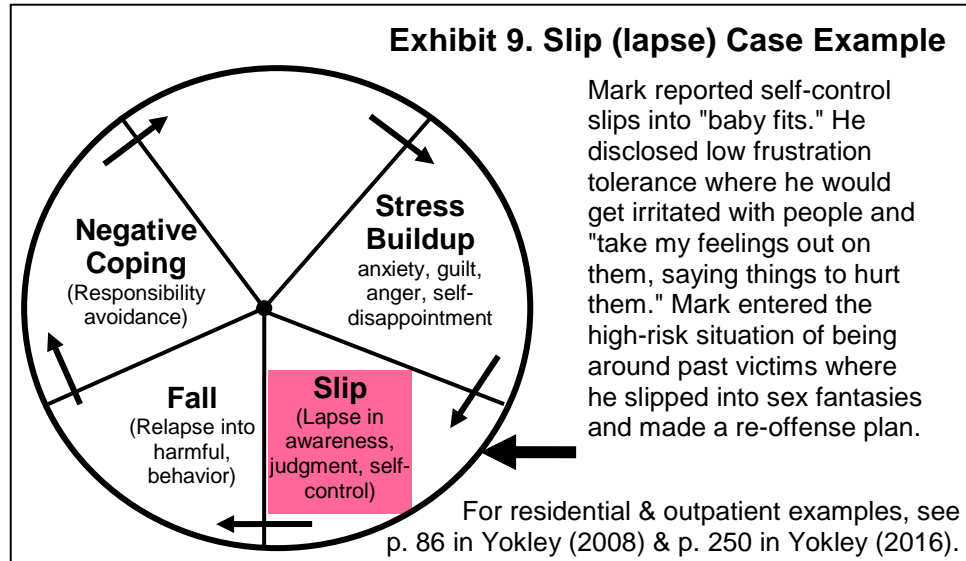 Exhibit 9. Slip (lapse) Case Example
Mark reported self-control
slips into "baby fits." He
disclosed low frustration
tolerance where he would
get irritated with people and
"take my feelings out on
them, saying things to hurt
them." Mark entered the
high-risk situation of being
around past victims where
he slipped into sex fantasies
and made a re-offense plan.
Negative
Coping
(Responsibility
avoidance)
Stress
Buildup
anxiety, guilt,
anger, self-
disappointment
Fall
(Relapse into
harmful,
behavior)
Slip
(Lapse in
awareness,
judgment, self-
control)
For residential & outpatient examples, see
p. 86 in Yokley (2008) & p. 250 in Yokley (2016).